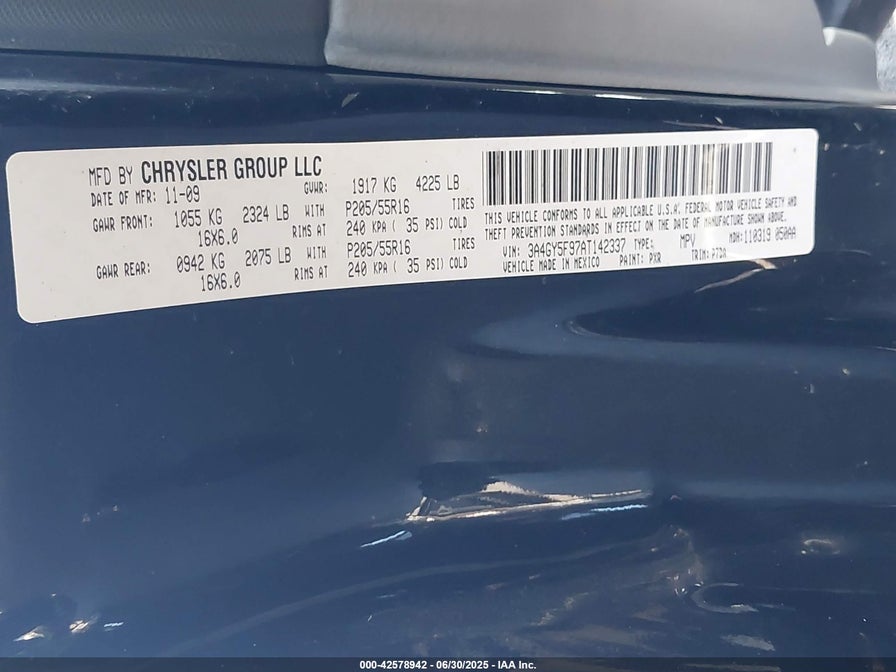 MFD BY CHRYSLER GROUP LLC
DATE OF MFR: 11-09 GVWR: 1917 KG 4225 LB
GAWR FRONT: 1055 KG 2324 LB WITH P205/55R16 TIRES
16X6.0 RIMS AT 240 KPA ( 35 PSI) COLD
GAWR REAR: 0942 KG 2075 LB WITH P205/55R16 TIRES
16X6.0 RIMS AT 240 KPA ( 35 PSI) COLD
THIS VEHICLE CONFORMS TO ALL APPLICABLE U.S.A. FEDERAL MOTOR VEHICLE SAFETY AND
THEFT PREVENTION STANDARDS IN EFFECT ON THE DATE OF MANUFACTURE SHOWN ABOVE.
VIN: 3A4GY5F97AT142337 TYPE: MPV MDH: 110319 050AA
VEHICLE MADE IN MEXICO PAINT: PXR TRIM:
000-42578942 - 06/30/2025 - IAA Inc.